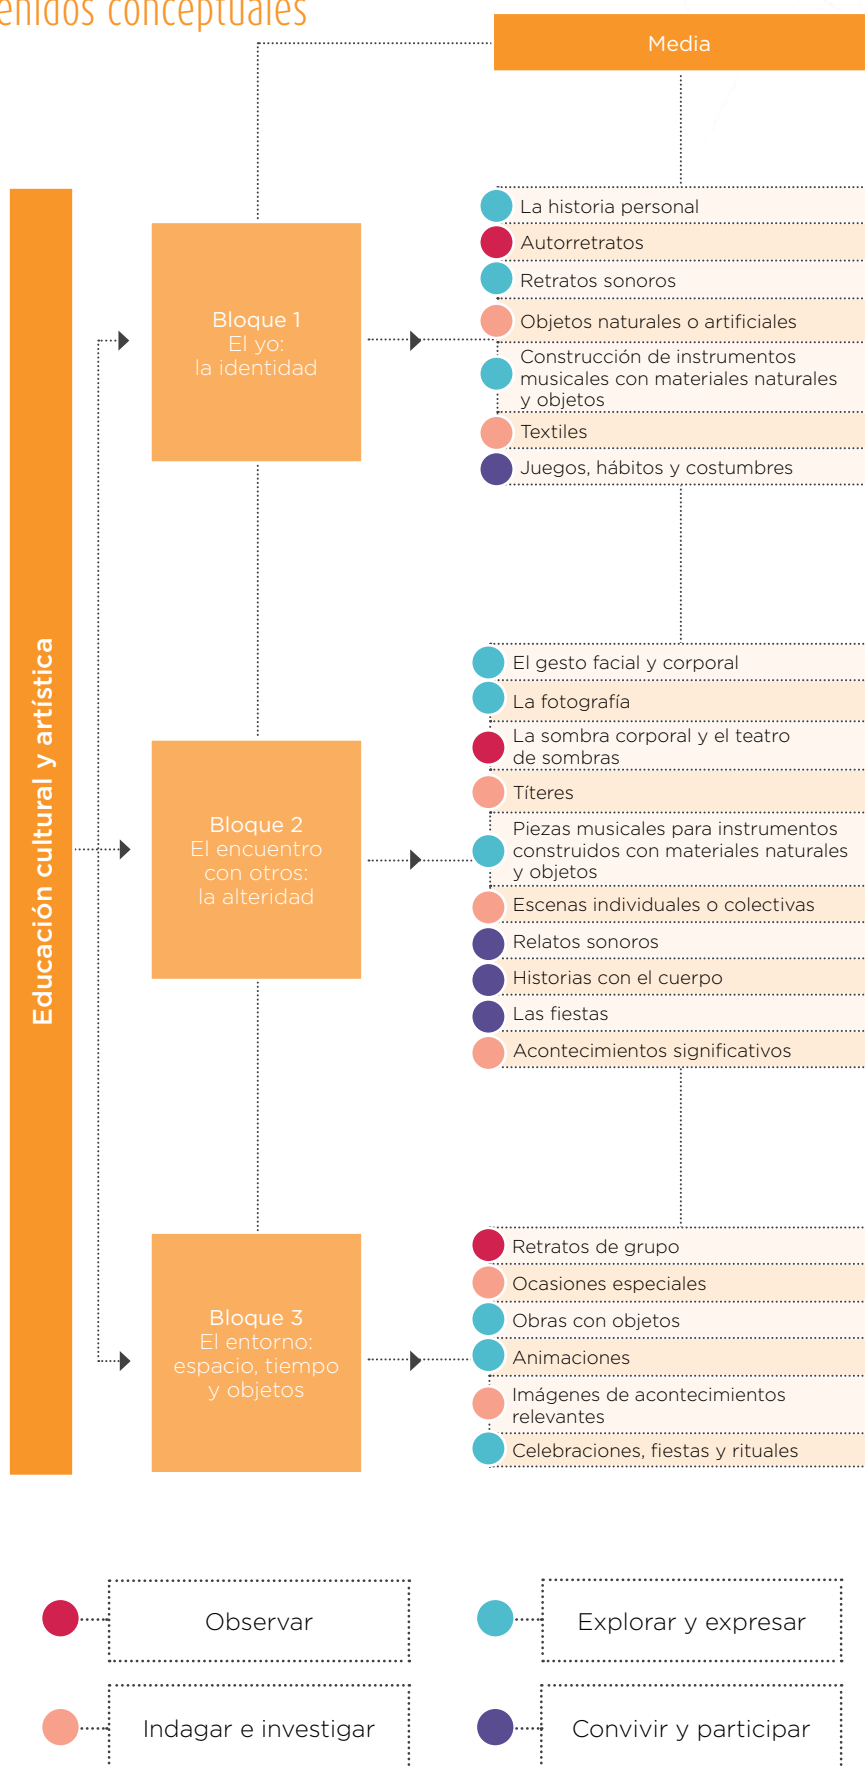 enidos conceptuales
Media
Educación cultural y artística
Bloque 1
El yo:
la identidad
La historia personal
Autorretratos
Retratos sonoros
Objetos naturales o artificiales
Construcción de instrumentos
musicales con materiales naturales
y objetos
Textiles
Juegos, hábitos y costumbres
Bloque 2
El encuentro
con otros:
la alteridad
El gesto facial y corporal
La fotografía
La sombra corporal y el teatro
de sombras
Títeres
Piezas musicales para instrumentos
construidos con materiales naturales
y objetos
Escenas individuales o colectivas
Relatos sonoros
Historias con el cuerpo
Las fiestas
Acontecimientos significativos
Bloque 3
El entorno:
espacio, tiempo
y objetos
Retratos de grupo
Ocasiones especiales
Obras con objetos
Animaciones
Imágenes de acontecimientos
relevantes
Celebraciones, fiestas y rituales
Observar
Explorar y expresar
Indagar e investigar
Convivir y participar